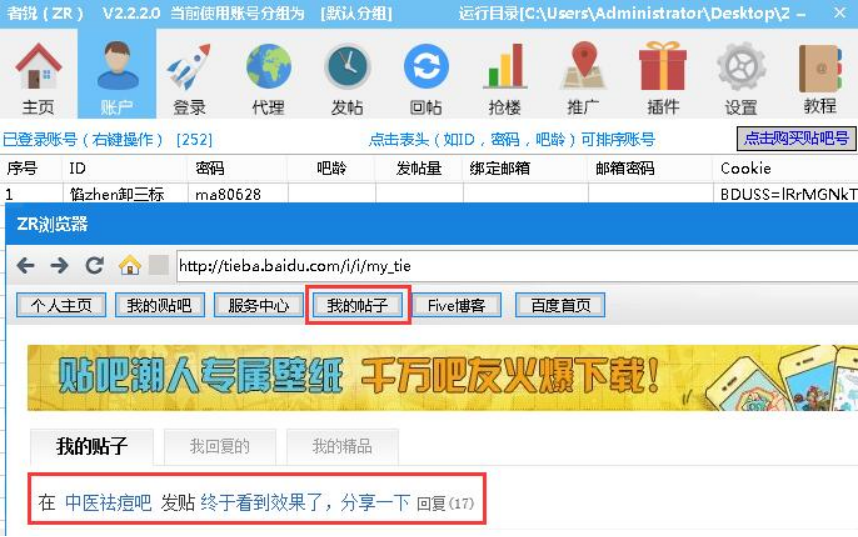 者锐（ZR） V2.2.2.0 当前使用账号分组为 [默认分组] 运行目录[C:\Users\Administrator\Desktop\Z
主页 账户 登录 代理 发帖 回帖 抢楼 推广 插件 设置 教程
已登录账号（右键操作） [252] 点击表头（如ID，密码，吧龄）可排序账号 点击购买贴吧号
序号 ID 密码 吧龄 发帖量 绑定邮箱 邮箱密码 Cookie
1 馅zhen卸三标 ma80628 BDUSS=lRrMGNkT
ZR浏览器
http://tieba.baidu.com/i/i/my_tie
个人主页 我的贴吧 服务中心 我的帖子 Five博客 百度首页
贴吧潮人专属壁纸 千万吧友火爆下载!
我的贴子 我回复的 我的精品
在 中医祛痘吧 发贴 终于看到效果了，分享一下 回复(17)